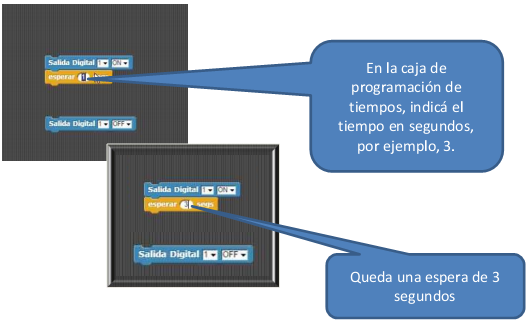 Salida Digital 1 ON
esperar 1
Salida Digital 1 OFF
En la caja de
programación de
tiempos, indicá el
tiempo en segundos,
por ejemplo, 3.
Salida Digital 1 ON
esperar 3 segs
Salida Digital 1 OFF
Queda una espera de 3
segundos